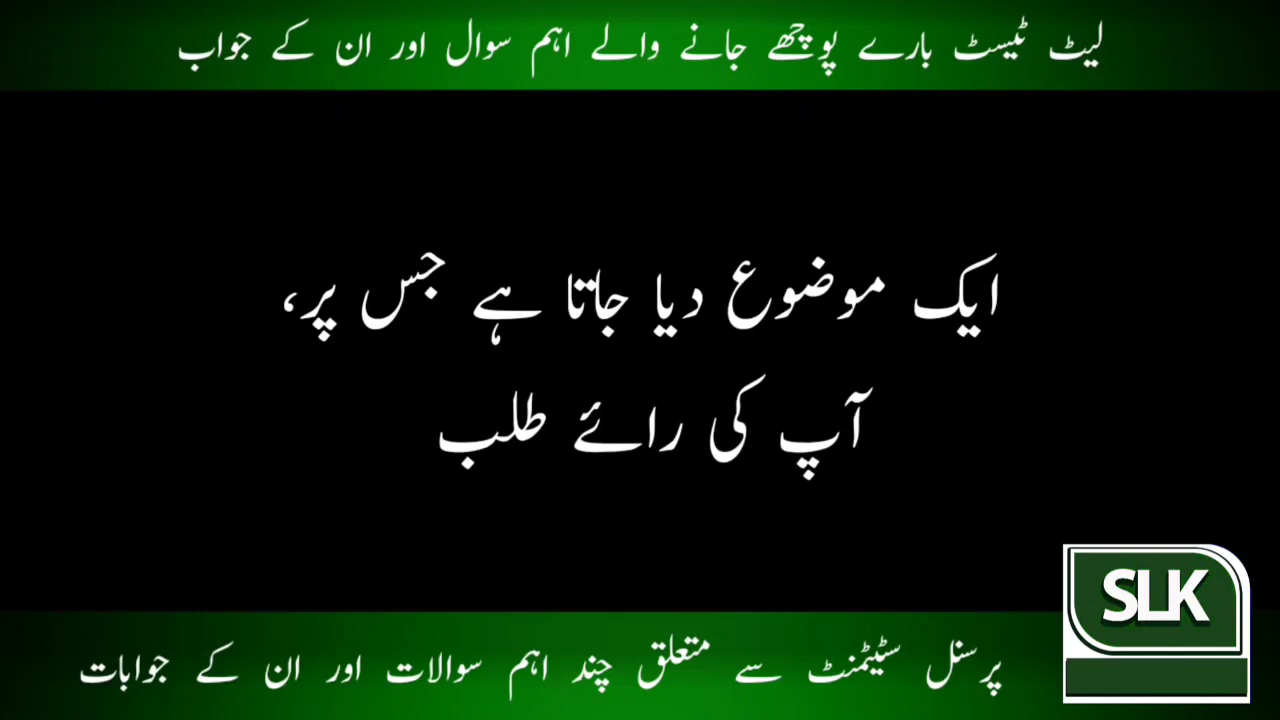 لیٹ ٹیسٹ بارے پوچھے جانے والے اہم سوال اور ان کے جواب
ایک موضوع دیا جاتا ہے جس پر،
آپ کی رائے طلب
SLK
پرسنل سٹیٹمنٹ سے متعلق چند اہم سوالات اور ان کے جوابات